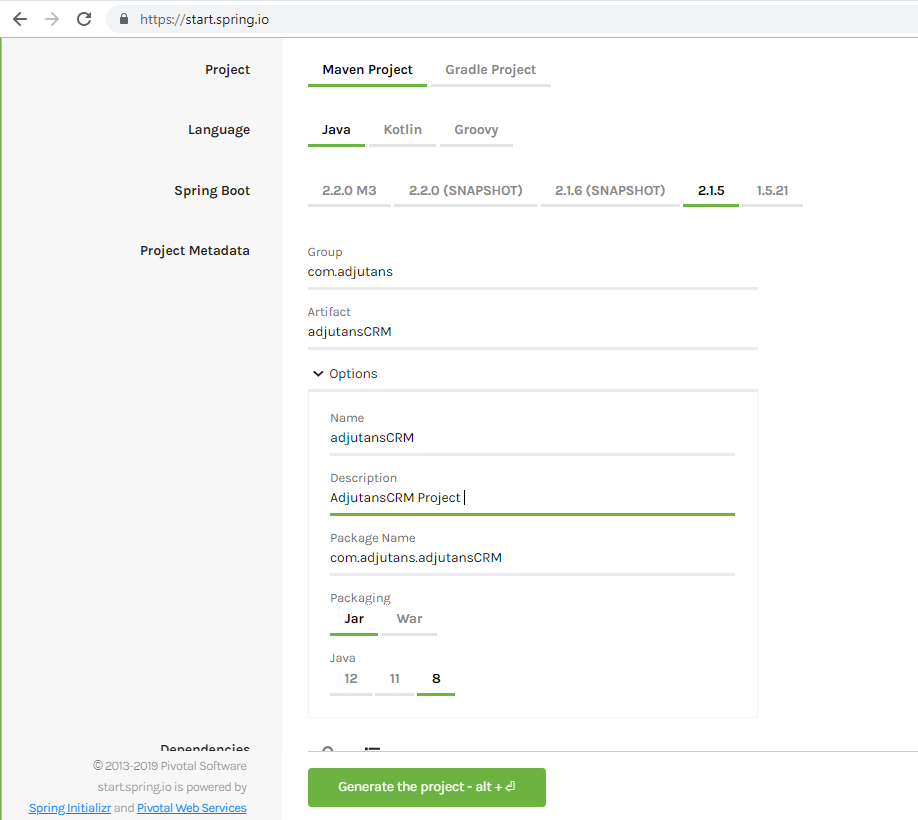 https://start.spring.io
Project
Maven Project Gradle Project
Language
Java Kotlin Groovy
Spring Boot
2.2.0 M3 2.2.0 (SNAPSHOT) 2.1.6 (SNAPSHOT) 2.1.5 1.5.21
Project Metadata
Group
com.adjutans
Artifact
adjutansCRM
Options
Name
adjutansCRM
Description
AdjutansCRM Project
Package Name
com.adjutans.adjutansCRM
Packaging
Jar War
Java
12 11 8
Dependencies
© 2013-2019 Pivotal Software
start.spring.io is powered by
Spring Initializr and Pivotal Web Services
Generate the project - alt + ⏎